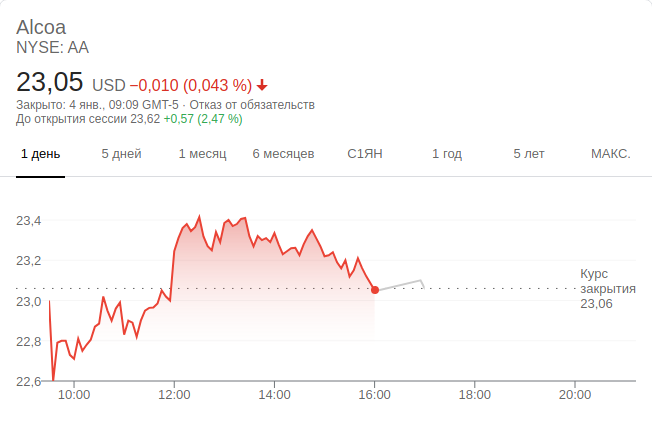 Alcoa
NYSE: AA
23,05 USD −0,010 (0,043 %)
Закрыто: 4 янв., 09:09 GMT-5 · Отказ от обязательств
До открытия сессии 23,62 +0,57 (2,47 %)
1 день 5 дней 1 месяц 6 месяцев С1ЯН 1 год 5 лет МАКС.
23,4
23,2
23,0
22,8
22,6
Курс
закрытия
23,06
10:00 12:00 14:00 16:00 18:00 20:00